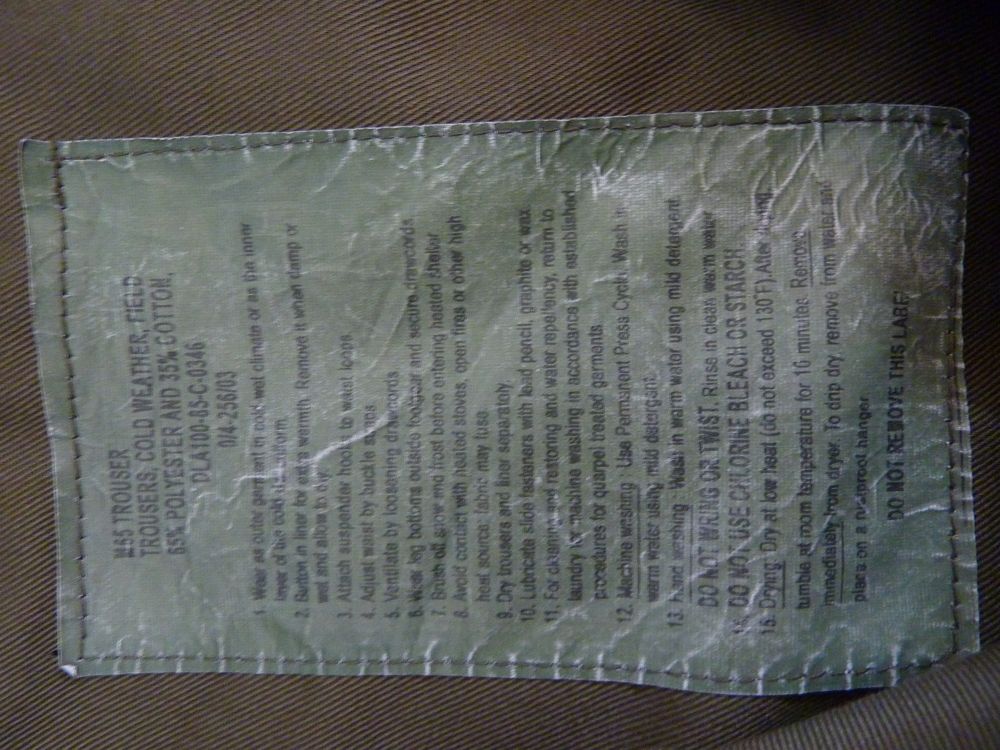 M65 TROUSER
TROUSERS, COLD WEATHER, FIELD
65% POLYESTER AND 35% COTTON,
DLA100-85-C-0346
0/4-256/03
1. Wear as outer garment in cold wet climate or as the inner
layer of the cold dry uniform
2. Button in liner for extra warmth. Remove it when damp or
wet and allow to dry
3. Attach suspender hoot to waist loops
4. Adjust waist by buckle straps
5. Ventilate by loosening drawcords
6. Wear leg bottons outside footgear and secure drawcords
7. Brush off snow and frost before entering heated shelter
8. Avoid contact with heated stoves, open fires or other high
heat source fabric may fuse
9. Dry trousers and liner separately
10. Lubricate slide fasteners with lead pencil, graphite or wax
11. For cleaning and restoring and water repellency, return to
laundry for machine washing in accordance with established
procedures for quarpel treated garments
12. Machine washing Use Permanent Press Cycle. Wash in
warm water using mild detergent
13. hand washing Wash in warm water using mild detergent
DO NOT WRING OR TWIST. Rinse in clean warm water
14. DO NOT USE CHLORINE BLEACH OR STARCH
15. Drying: Dry at low heat (do not exceed 130°F). After drying,
tumble at room temperature for 10 minutes. Remove
immediately from dryer. To drip dry, remove from water and
place on a rustproof hanger
DO NOT REMOVE THIS LABEL